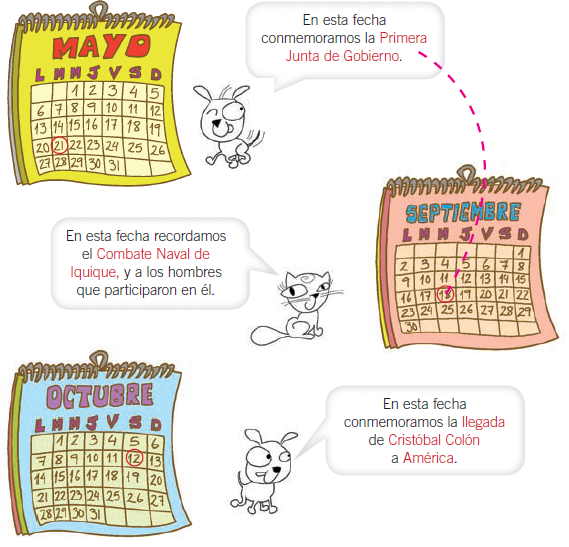 MAYO
L M M J V S D
1 2 3 4 5
6 7 8 9 10 11 12
13 14 15 16 17 18 19
20 21 22 23 24 25 26
27 28 29 30 31
En esta fecha
conmemoramos la Primera
Junta de Gobierno.
SEPTIEMBRE
L M M J V S D
1
2 3 4 5 6 7 8
9 10 11 12 13 14 15
16 17 18 19 20 21 22
23 24 25 26 27 28 29
30
En esta fecha recordamos
el Combate Naval de
Iquique, y a los hombres
que participaron en él.
OCTUBRE
L M M J V S D
1 2 3 4 5 6
7 8 9 10 11 12 13
14 15 16 17 18 19 20
21 22 23 24 25 26 27
28 29 30 31
En esta fecha
conmemoramos la llegada
de Cristóbal Colón
a América.